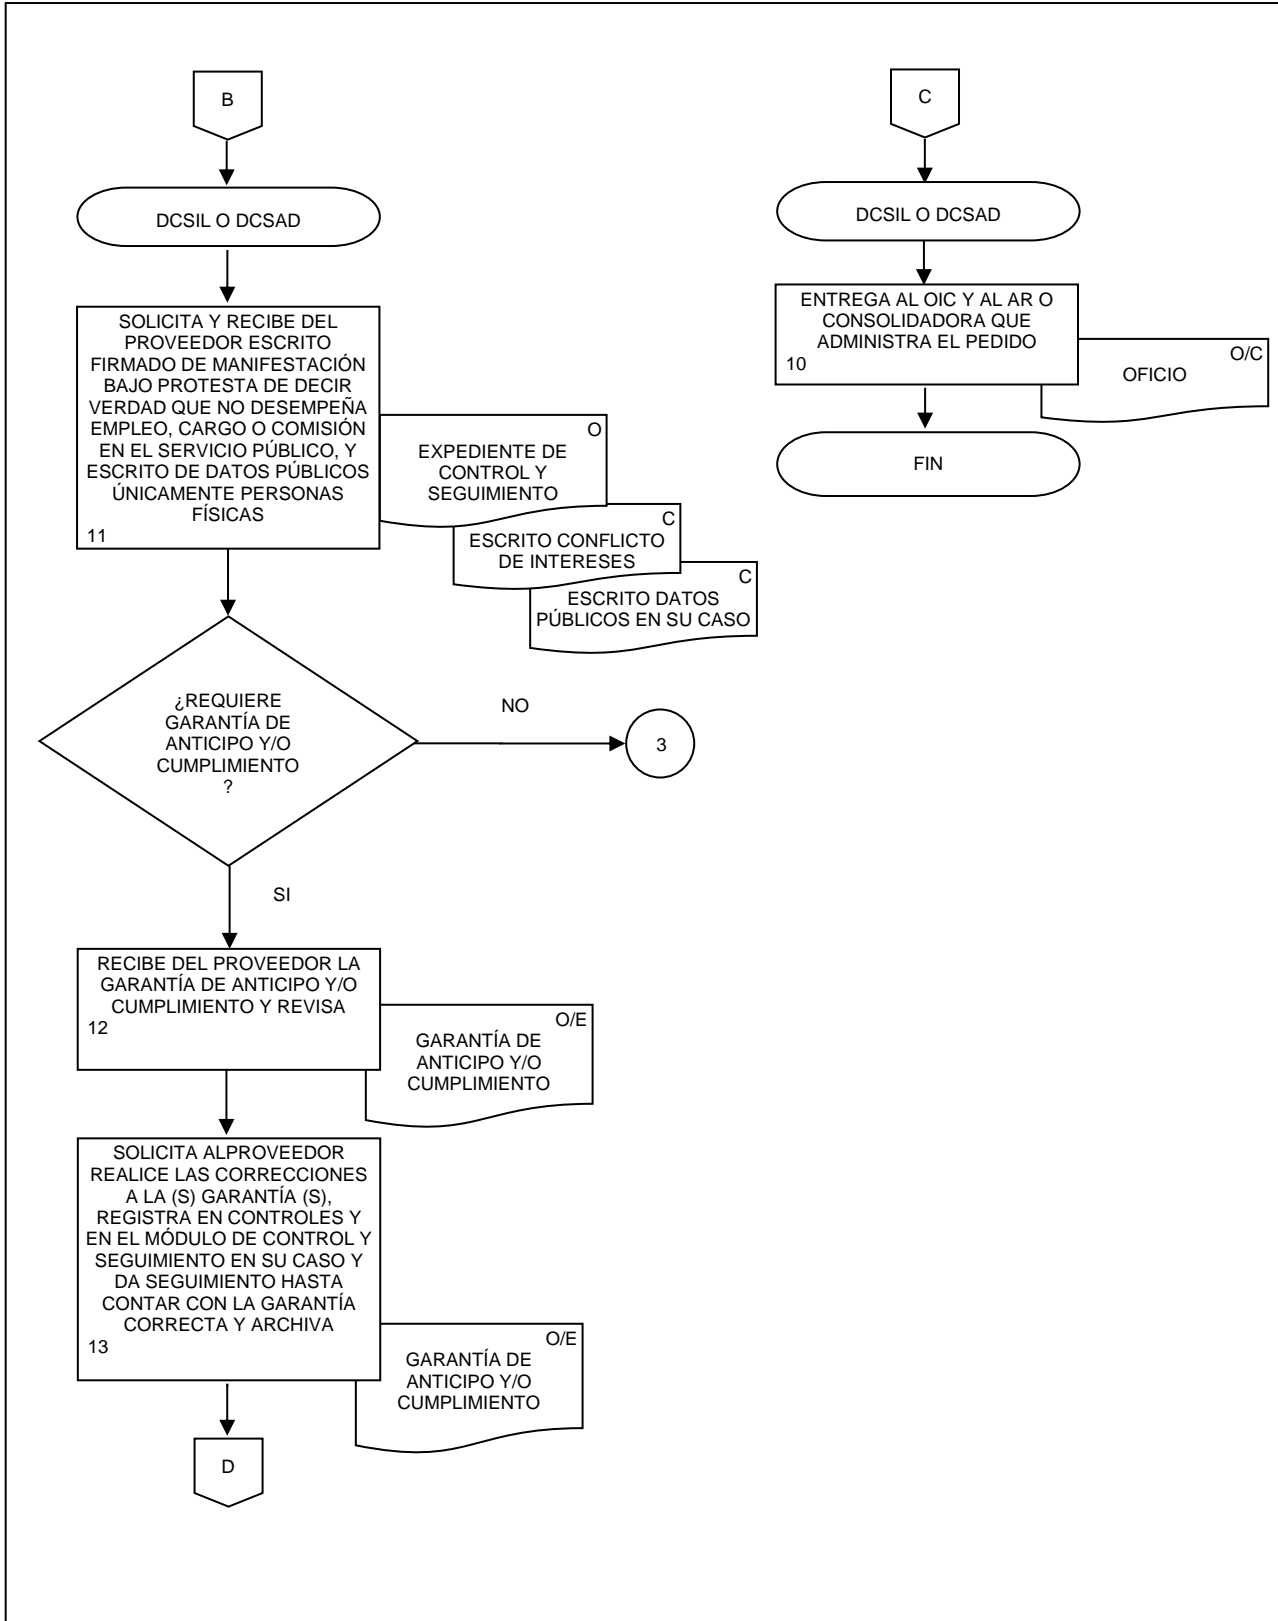 B
DCSIL O DCSAD
SOLICITA Y RECIBE DEL
PROVEEDOR ESCRITO
FIRMADO DE MANIFESTACIÓN
BAJO PROTESTA DE DECIR
VERDAD QUE NO DESEMPEÑA
EMPLEO, CARGO O COMISIÓN
EN EL SERVICIO PÚBLICO, Y
ESCRITO DE DATOS PÚBLICOS
ÚNICAMENTE PERSONAS
FÍSICAS
11
O
EXPEDIENTE DE
CONTROL Y
SEGUIMIENTO
C
ESCRITO CONFLICTO
DE INTERESES
C
ESCRITO DATOS
PÚBLICOS EN SU CASO
¿REQUIERE
GARANTÍA DE
ANTICIPO Y/O
CUMPLIMIENTO
?
NO
3
SI
RECIBE DEL PROVEEDOR LA
GARANTÍA DE ANTICIPO Y/O
CUMPLIMIENTO Y REVISA
12
O/E
GARANTÍA DE
ANTICIPO Y/O
CUMPLIMIENTO
SOLICITA ALPROVEEDOR
REALICE LAS CORRECCIONES
A LA (S) GARANTÍA (S),
REGISTRA EN CONTROLES Y
EN EL MÓDULO DE CONTROL Y
SEGUIMIENTO EN SU CASO Y
DA SEGUIMIENTO HASTA
CONTAR CON LA GARANTÍA
CORRECTA Y ARCHIVA
13
O/E
GARANTÍA DE
ANTICIPO Y/O
CUMPLIMIENTO
D
C
DCSIL O DCSAD
ENTREGA AL OIC Y AL AR O
CONSOLIDADORA QUE
ADMINISTRA EL PEDIDO
10
O/C
OFICIO
FIN